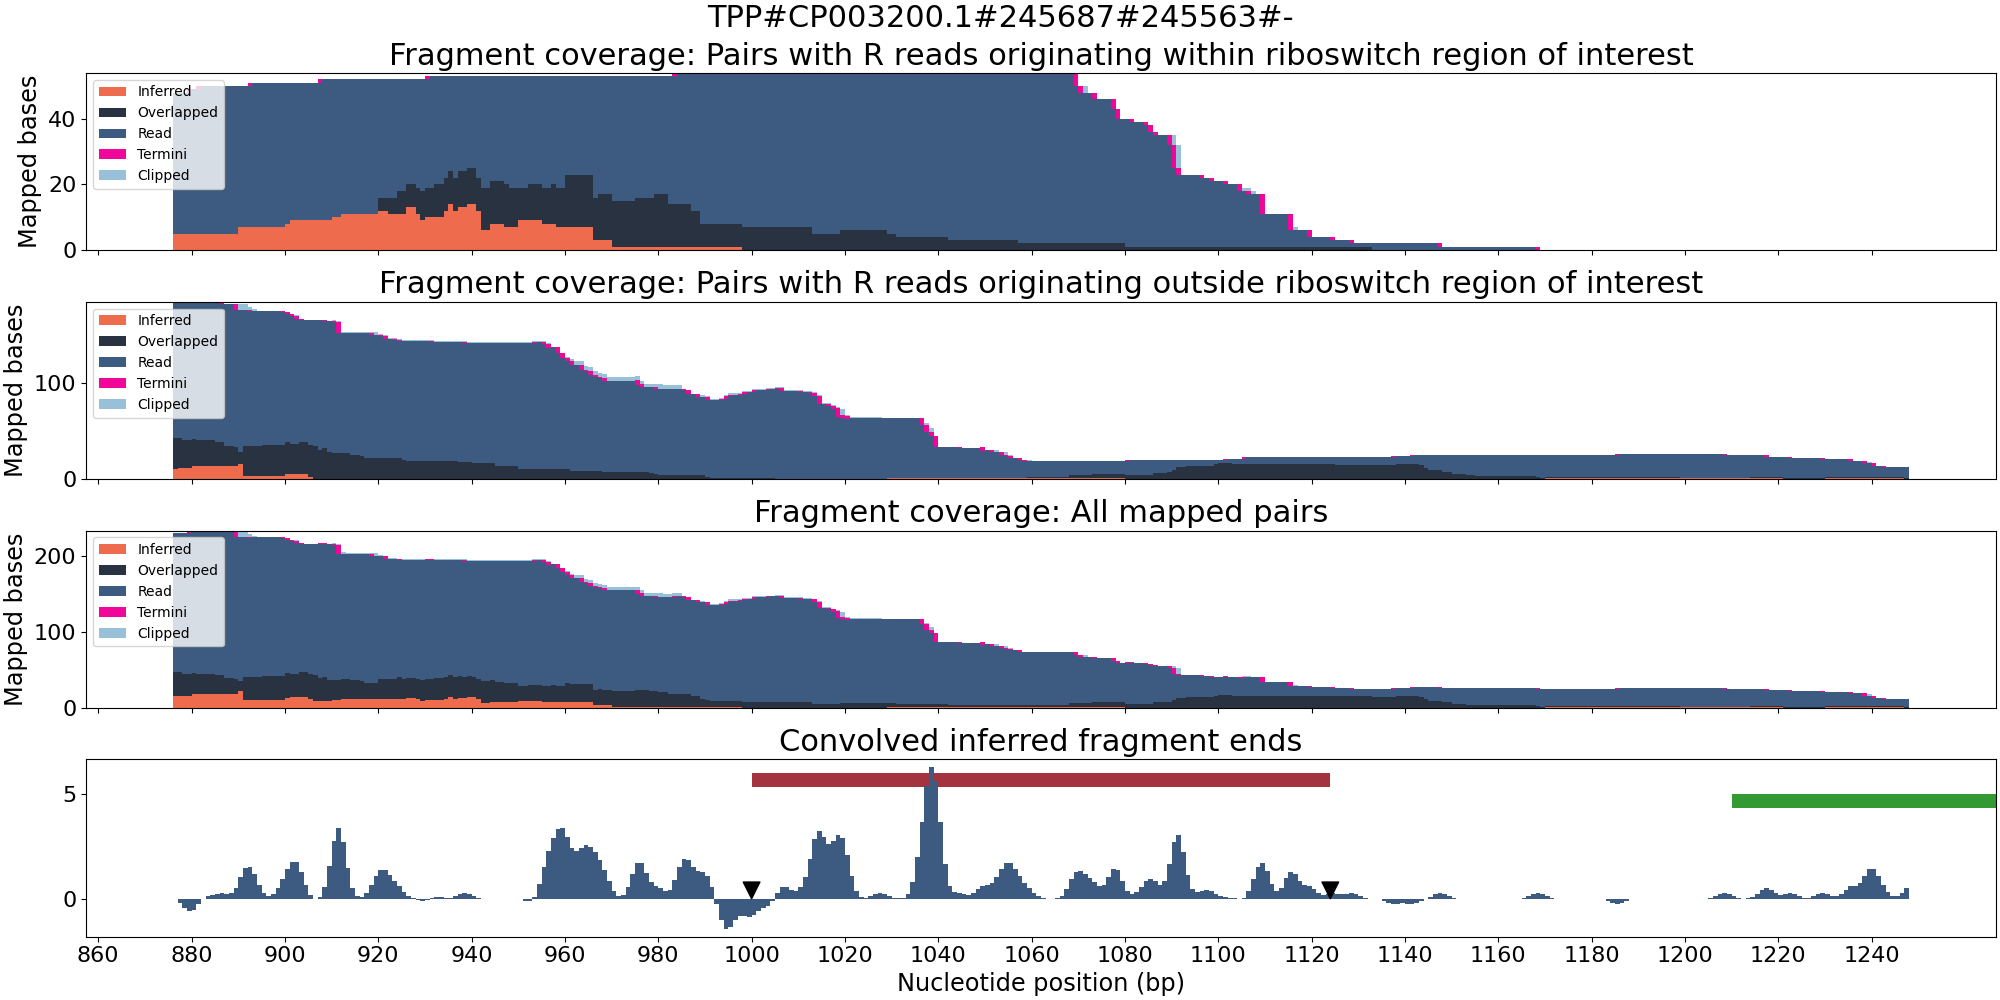 TPP#CP003200.1#245687#245563#-
Fragment coverage: Pairs with R reads originating within riboswitch region of interest
Mapped bases
40
20
0
Inferred
Overlapped
Read
Termini
Clipped
Fragment coverage: Pairs with R reads originating outside riboswitch region of interest
Mapped bases
100
0
Inferred
Overlapped
Read
Termini
Clipped
Fragment coverage: All mapped pairs
Mapped bases
200
100
0
Inferred
Overlapped
Read
Termini
Clipped
Convolved inferred fragment ends
5
0
860 880 900 920 940 960 980 1000 1020 1040 1060 1080 1100 1120 1140 1160 1180 1200 1220 1240
Nucleotide position (bp)